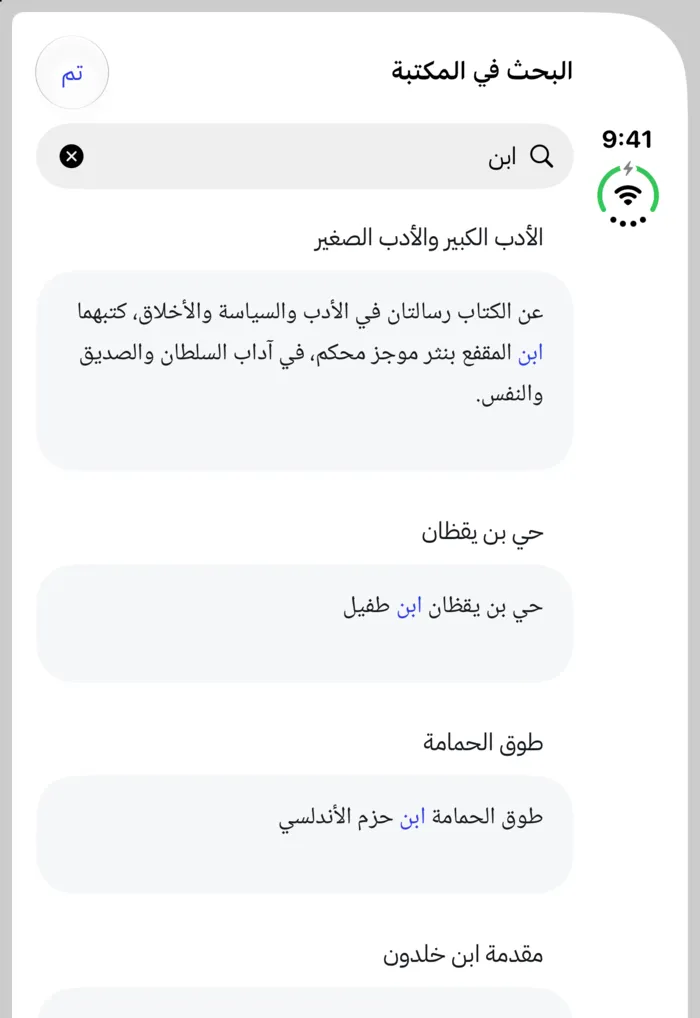 البحث في المكتبة
تم
9:41
ابن
الأدب الكبير والأدب الصغير
عن الكتاب رسالتان في الأدب والسياسة والأخلاق، كتبهما
ابن المقفع بنثر موجز محكم، في آداب السلطان والصديق
والنفس.
حي بن يقظان
حي بن يقظان ابن طفيل
طوق الحمامة
طوق الحمامة ابن حزم الأندلسي
مقدمة ابن خلدون